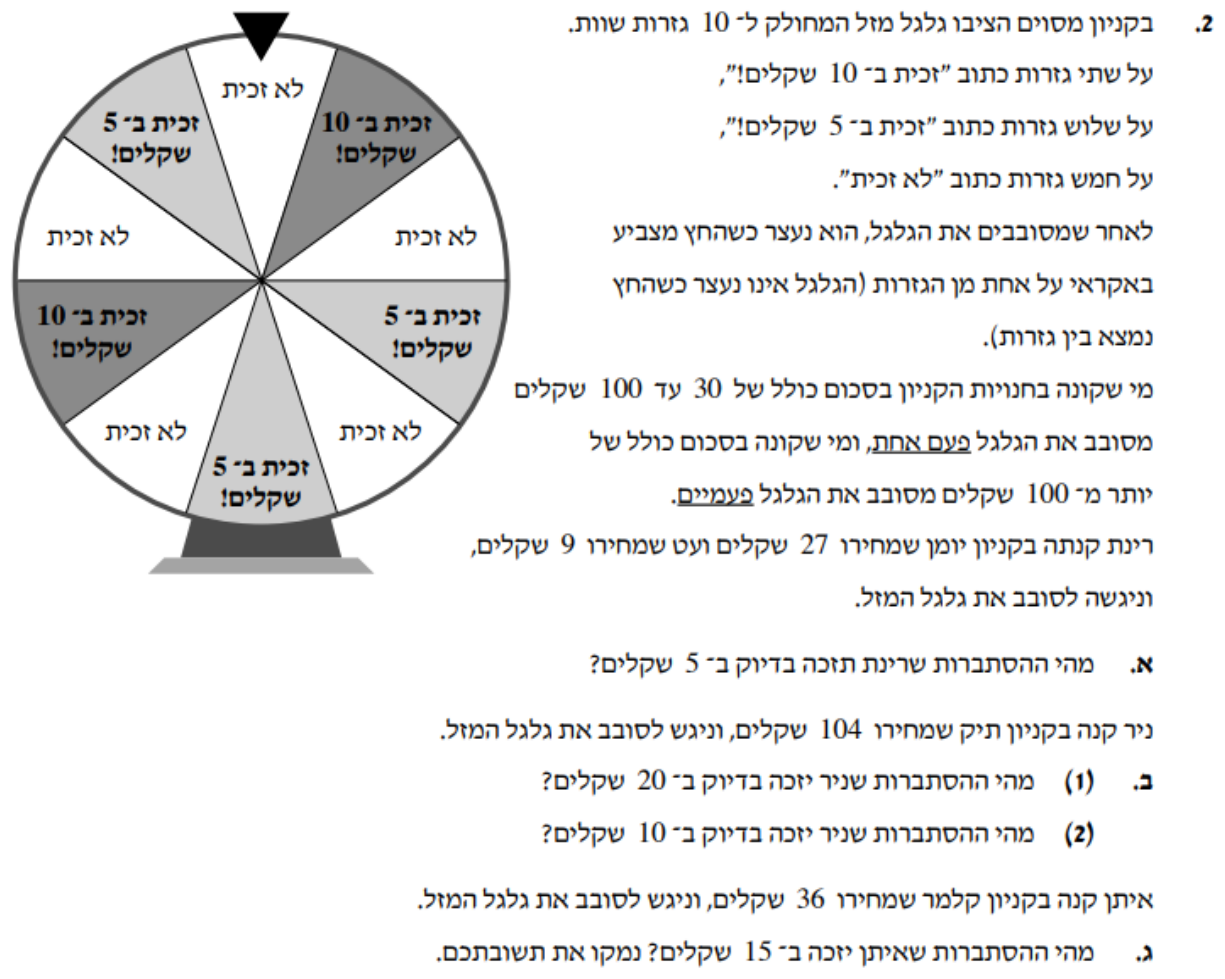 2. בקניון מסוים הציבו גלגל מזל המחולק ל־ 10 גזרות שוות.
על שתי גזרות כתוב "זכית ב־ 10 שקלים!",
על שלוש גזרות כתוב "זכית ב־ 5 שקלים!",
על חמש גזרות כתוב "לא זכית".
לאחר שמסובבים את הגלגל, הוא נעצר כשהחץ מצביע
באקראי על אחת מן הגזרות (הגלגל אינו נעצר כשהחץ
נמצא בין גזרות).
מי שקונה בחנויות הקניון בסכום כולל של 30 עד 100 שקלים
מסובב את הגלגל פעם אחת, ומי שקונה בסכום כולל של
יותר מ־ 100 שקלים מסובב את הגלגל פעמיים.
רינת קנתה בקניון יומן שמחירו 27 שקלים ועט שמחירו 9 שקלים,
וניגשה לסובב את גלגל המזל.
לא זכית
זכית ב־ 10
שקלים!
לא זכית
זכית ב־ 5
שקלים!
לא זכית
זכית ב־ 5
שקלים!
לא זכית
זכית ב־ 10
שקלים!
לא זכית
זכית ב־ 5
שקלים!
א. מהי ההסתברות שרינת תזכה בדיוק ב־ 5 שקלים?
ניר קנה בקניון תיק שמחירו 104 שקלים, וניגש לסובב את גלגל המזל.
ב. (1) מהי ההסתברות שניר יזכה בדיוק ב־ 20 שקלים?
(2) מהי ההסתברות שניר יזכה בדיוק ב־ 10 שקלים?
איתן קנה בקניון קלמר שמחירו 36 שקלים, וניגש לסובב את גלגל המזל.
ג. מהי ההסתברות שאיתן יזכה ב־ 15 שקלים? נמקו את תשובתכם.